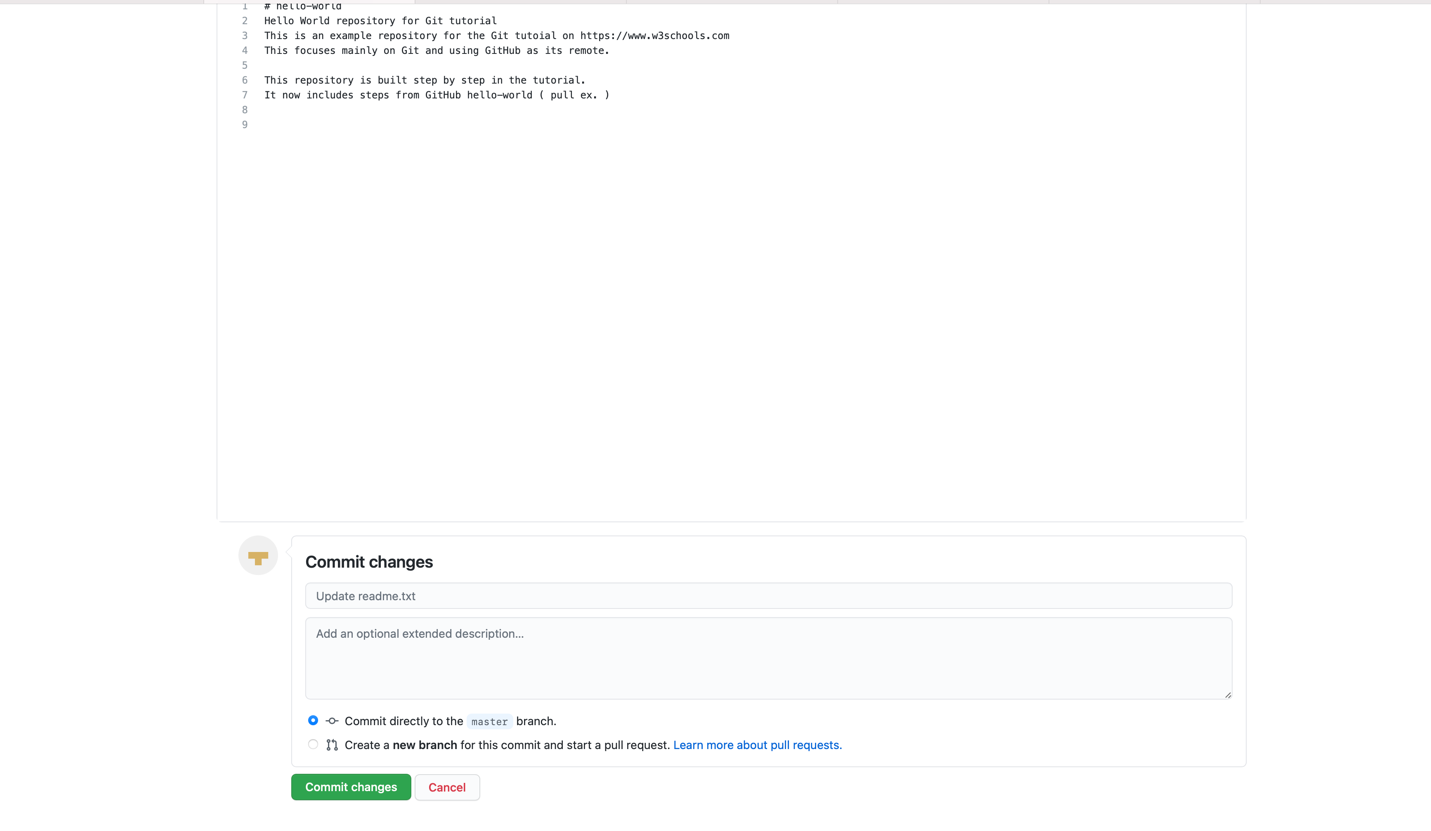 1 # hello-world
2 Hello World repository for Git tutorial
3 This is an example repository for the Git tutoial on https://www.w3schools.com
4 This focuses mainly on Git and using GitHub as its remote.
5
6 This repository is built step by step in the tutorial.
7 It now includes steps from GitHub hello-world ( pull ex. )
8
9
Commit changes
Update readme.txt
Add an optional extended description...
Commit directly to the master branch.
Create a new branch for this commit and start a pull request. Learn more about pull requests.
Commit changes Cancel